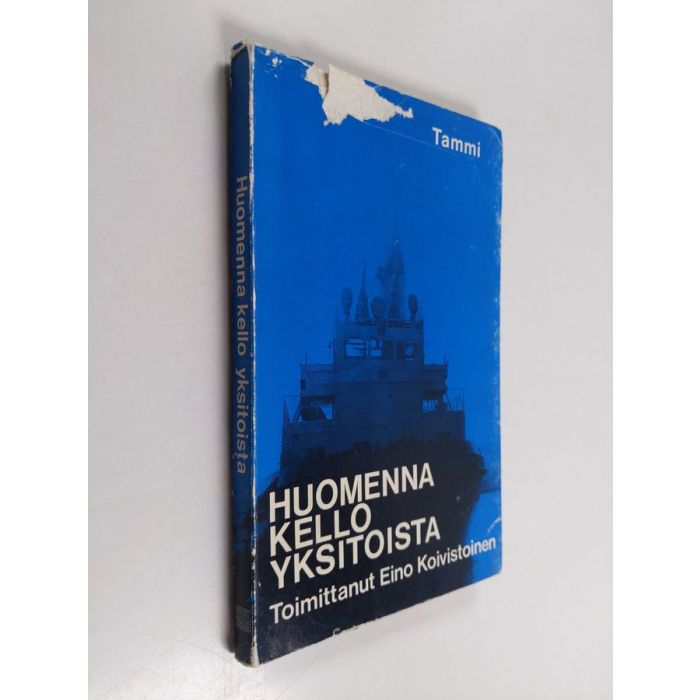 Tammi
HUOMENNA
KELLO
YKSITOISTA
Toimittanut Eino Koivistoinen
Huomenna kello yksitoista